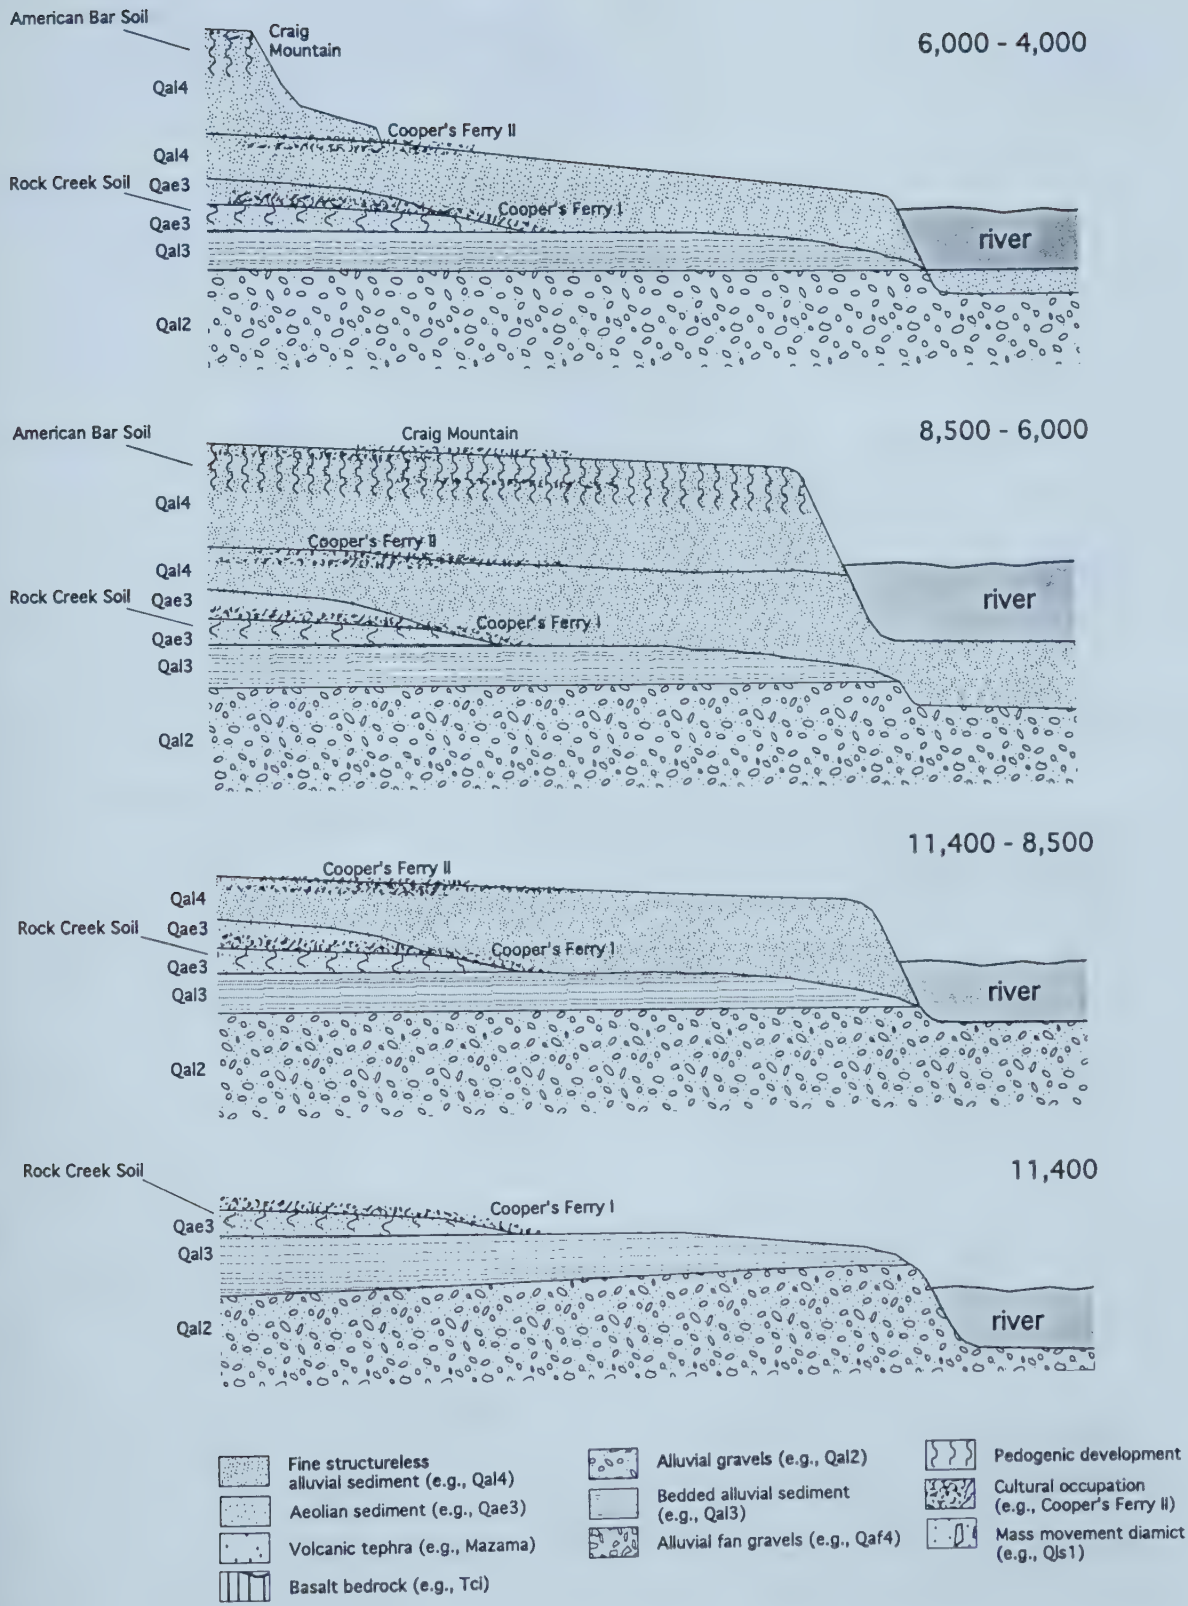 American Bar Soil
Craig
Mountain
6,000 - 4,000
Qal4
Cooper's Ferry II
Qal4
Rock Creek Soil
Qae3
Cooper's Ferry I
Qae3
river
Qal3
Qal2
8,500 - 6,000
American Bar Soil
Craig Mountain
Qal4
Cooper's Ferry II
Qal4
Rock Creek Soil
Qae3
river
Cooper's Ferry I
Qae3
Qal3
Qal2
11,400 - 8,500
Cooper's Ferry II
Qal4
Rock Creek Soil
Qae3
Cooper's Ferry I
Qae3
river
Qal3
Qal2
11,400
Rock Creek Soil
Cooper's Ferry I
Qae3
Qal3
river
Qal2
Fine structureless
alluvial sediment (e.g., Qal4)
Aeolian sediment (e.g., Qae3)
Volcanic tephra (e.g., Mazama)
Basalt bedrock (e.g., Tci)
Alluvial gravels (e.g., Qal2)
Bedded alluvial sediment
(e.g., Qal3)
Alluvial fan gravels (e.g., Qaf4)
Pedogenic development
Cultural occupation
(e.g., Cooper's Ferry II)
Mass movement diamict
(e.g., Qls1)